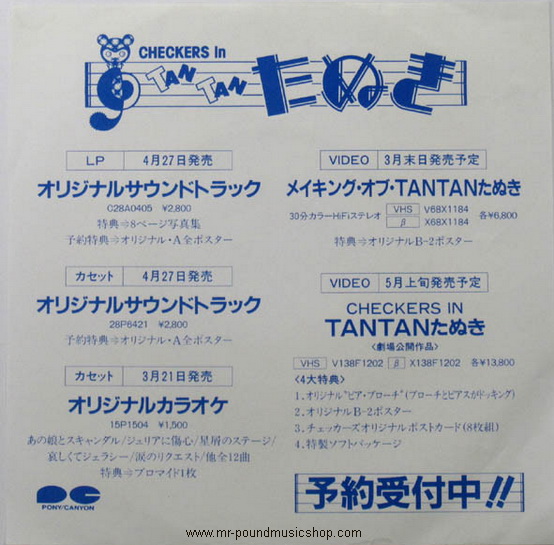 CHECKERS In
TAN TAN たぬき
LP 4月27日発売
オリジナルサウンドトラック
C28A0405 ¥2,800
特典⇒8ページ写真集
予約特典⇒オリジナル・A全ポスター
カセット 4月27日発売
オリジナルサウンドトラック
28P6421 ¥2,800
予約特典⇒オリジナル・A全ポスター
カセット 3月21日発売
オリジナルカラオケ
15P1504 ¥1,500
あの娘とスキャンダル/ジュリアに傷心/星屑のステージ/
哀しくてジェラシー/涙のリクエスト/他全12曲
特典⇒ブロマイド1枚
PONY/CANYON
VIDEO 3月末日発売予定
メイキング・オブ・TANTANたぬき
30分カラーHiFiステレオ VHS V68X1184 各¥6,800
β X68X1184
特典⇒オリジナルB-2ポスター
VIDEO 5月上旬発売予定
CHECKERS IN
TANTANたぬき
〈劇場公開作品〉
VHS V138F1202 β X138F1202 各¥13,800
〈4大特典〉
1.オリジナル"ピア・ブローチ"(ブローチとピアスがドッキング)
2.オリジナルB-2ポスター
3.チェッカーズオリジナルポストカード(8枚組)
4.特製ソフトパッケージ
予約受付中!!
www.mr-poundmusicshop.com